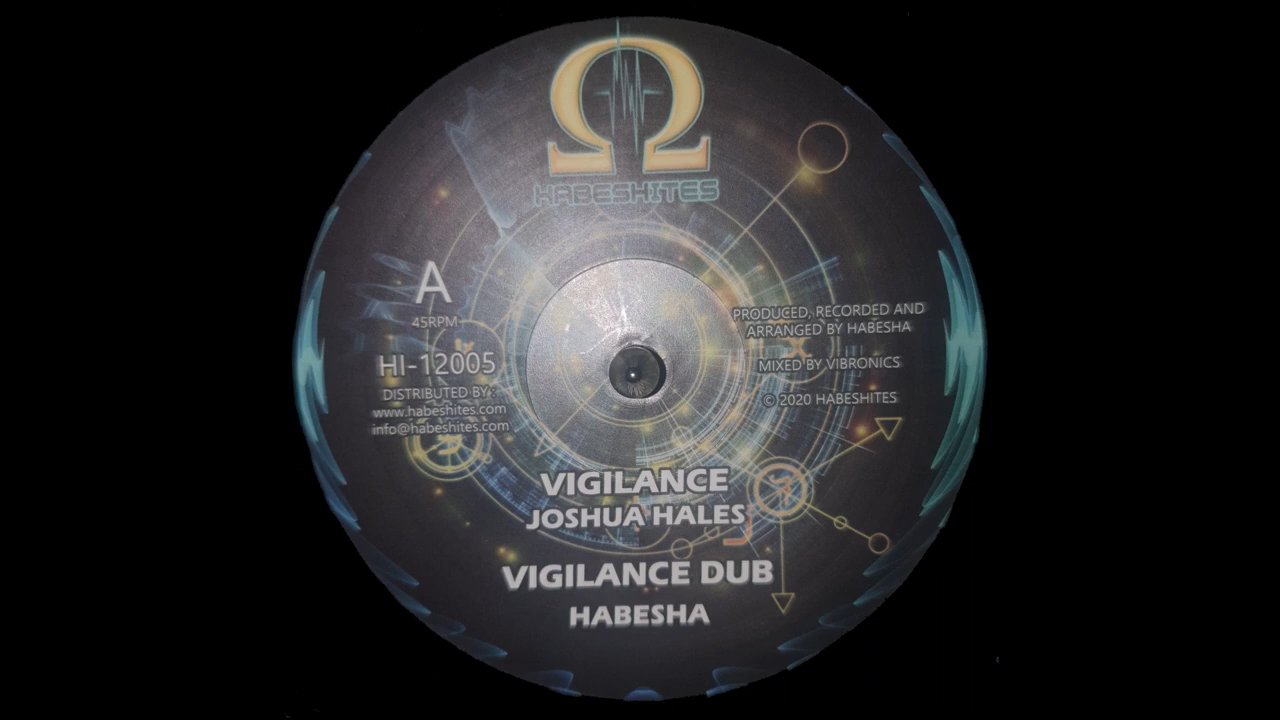 Ω
HABESHITES
A
45RPM
HI-12005
DISTRIBUTED BY :
www.habeshites.com
info@habeshites.com
PRODUCED, RECORDED AND
ARRANGED BY HABESHA
MIXED BY VIBRONICS
© 2020 HABESHITES
VIGILANCE
JOSHUA HALES
VIGILANCE DUB
HABESHA